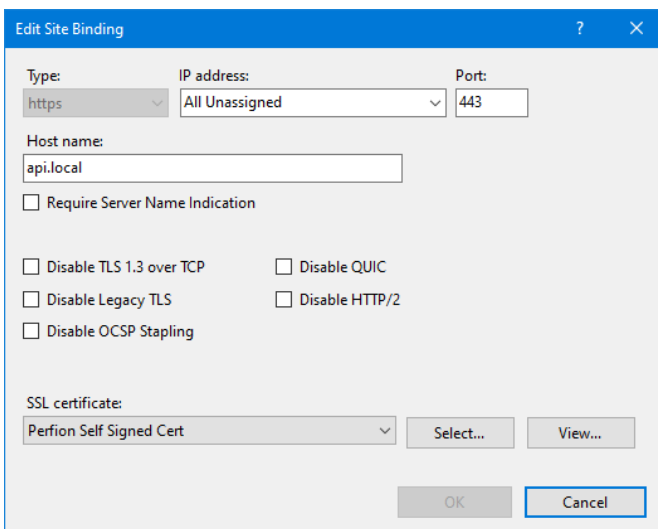 Edit Site Binding
?
Type:
IP address:
Port:
https
All Unassigned
443
Host name:
api.local
Require Server Name Indication
Disable TLS 1.3 over TCP
Disable QUIC
Disable Legacy TLS
Disable HTTP/2
Disable OCSP Stapling
SSL certificate:
Perfion Self Signed Cert
Select...
View...
OK
Cancel